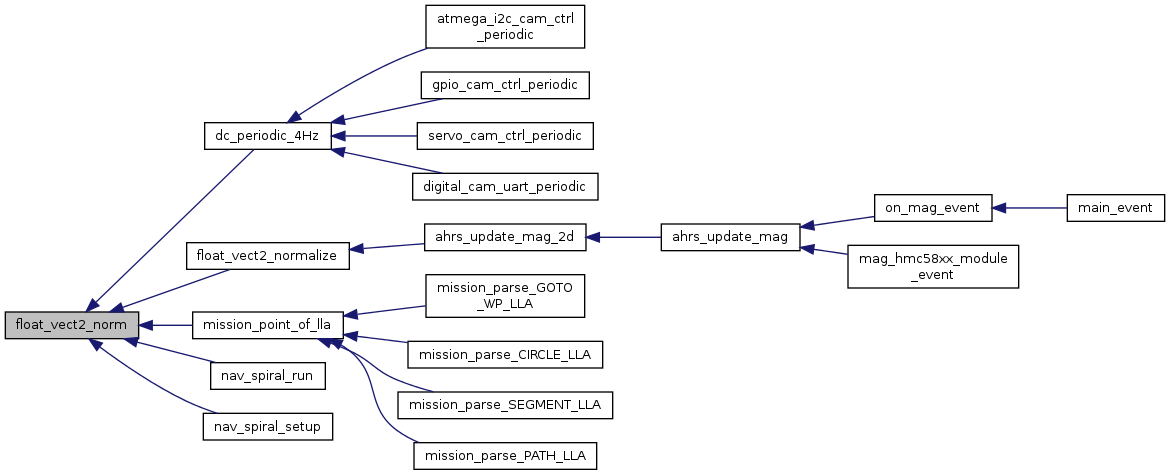 atmega_i2c_cam_ctrl
_periodic
gpio_cam_ctrl_periodic
dc_periodic_4Hz
servo_cam_ctrl_periodic
digital_cam_uart_periodic
on_mag_event
main_event
float_vect2_normalize
ahrs_update_mag_2d
ahrs_update_mag
mag_hmc58xx_module
_event
mission_parse_GOTO
_WP_LLA
float_vect2_norm
mission_point_of_lla
mission_parse_CIRCLE_LLA
nav_spiral_run
mission_parse_SEGMENT_LLA
nav_spiral_setup
mission_parse_PATH_LLA